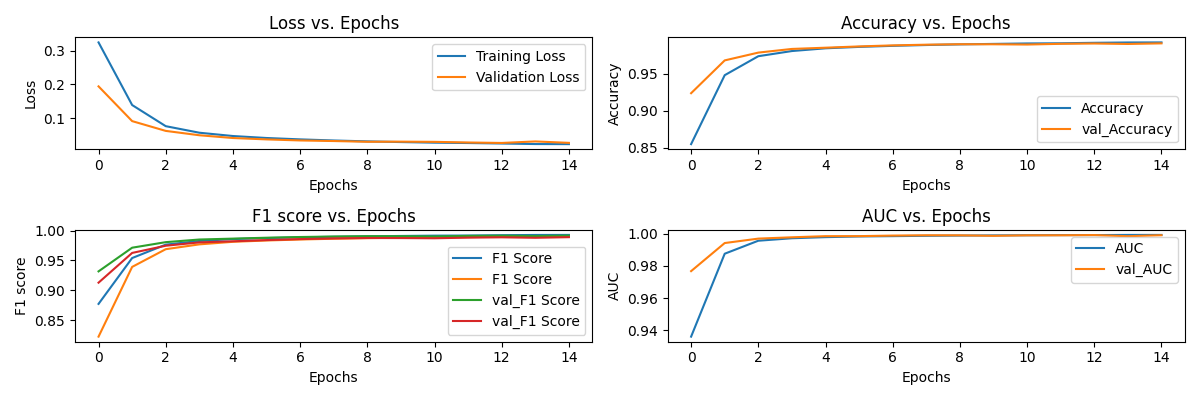 Loss vs. Epochs
0.3
0.2
0.1
Loss
Training Loss
Validation Loss
0 2 4 6 8 10 12 14
Epochs
Accuracy vs. Epochs
0.95
0.90
0.85
Accuracy
Accuracy
val_Accuracy
0 2 4 6 8 10 12 14
Epochs
F1 score vs. Epochs
1.00
0.95
0.90
0.85
F1 score
F1 Score
F1 Score
val_F1 Score
val_F1 Score
0 2 4 6 8 10 12 14
Epochs
AUC vs. Epochs
1.00
0.98
0.96
0.94
AUC
AUC
val_AUC
0 2 4 6 8 10 12 14
Epochs